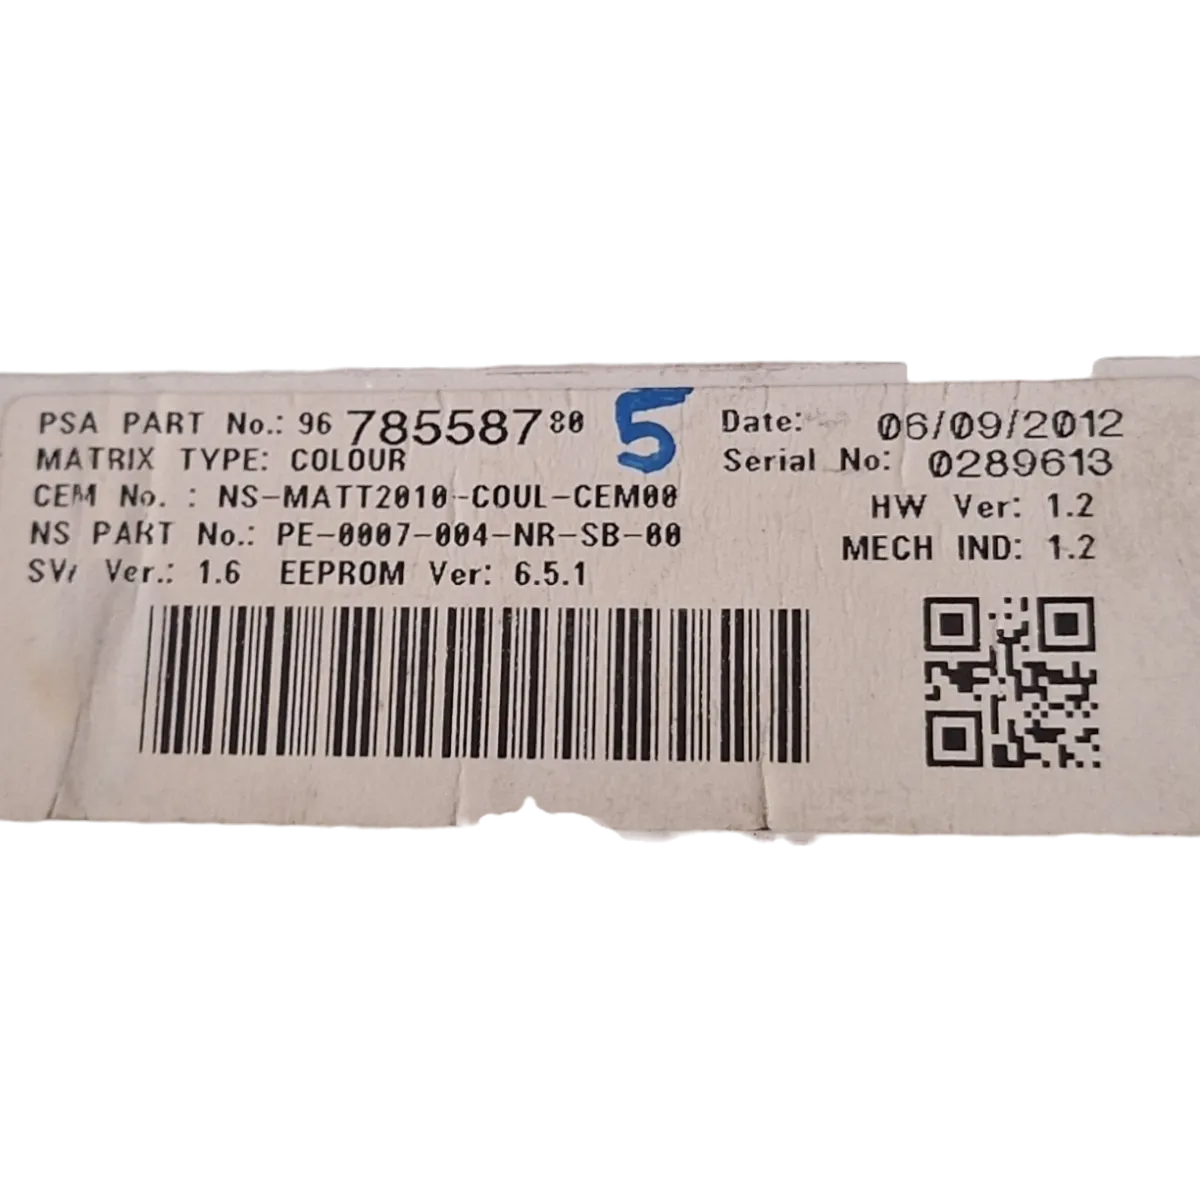 PSA PART No.: 96 785587 80 5
MATRIX TYPE: COLOUR
CEM No. : NS-MATT2010-COUL-CEM00
NS PART No.: PE-0007-004-NR-SB-00
SW Ver.: 1.6 EEPROM Ver: 6.5.1
Date: 06/09/2012
Serial No: 0289613
HW Ver: 1.2
MECH IND: 1.2